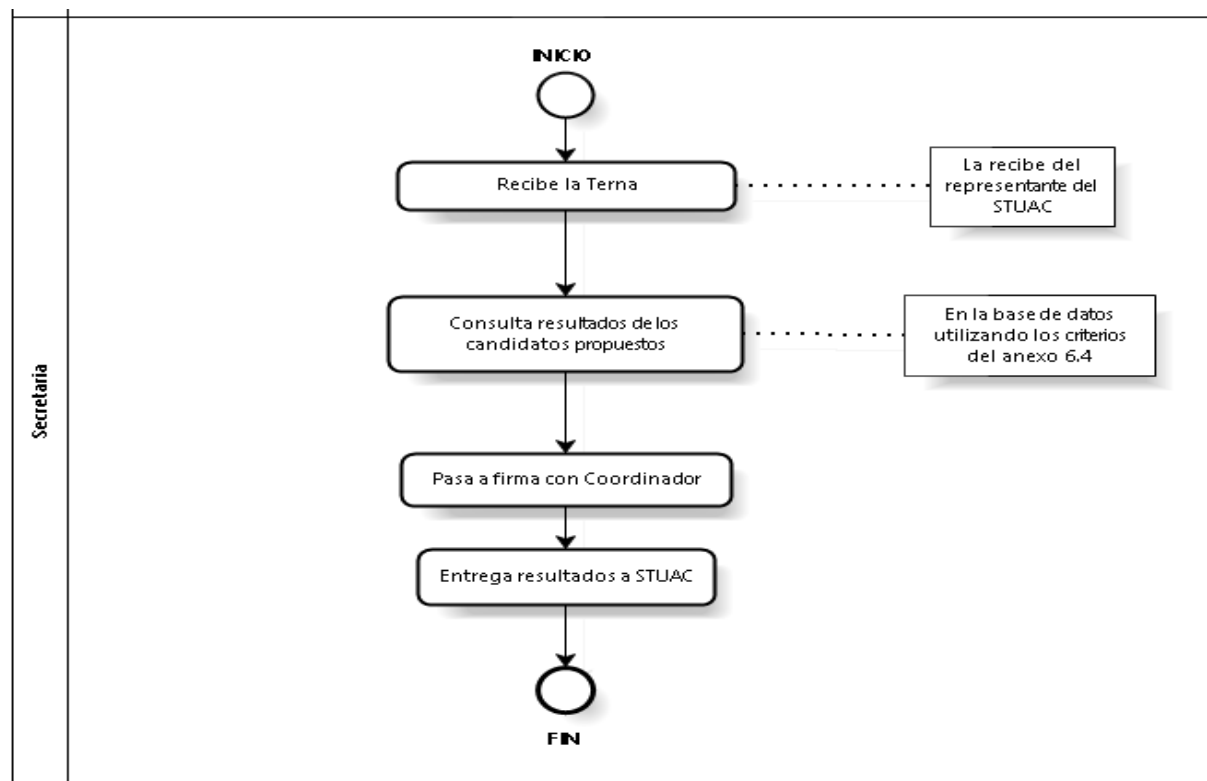 INICIO
Recibe la Terna
La recibe del
representante del
STUAC
Consulta resultados de los
candidatos propuestos
En la base de datos
utilizando los criterios
del anexo 6.4
Secretaria
Pasa a firma con Coordinador
Entrega resultados a STUAC
FIN